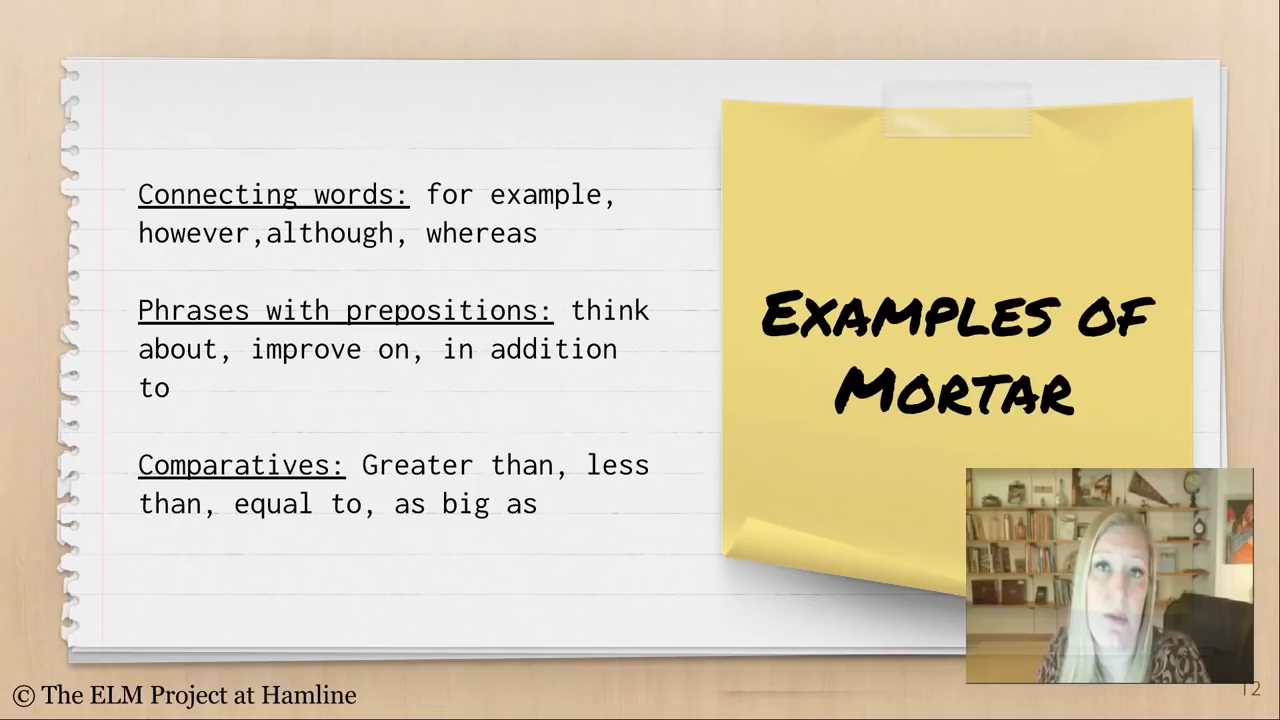 Connecting words: for example,
however,although, whereas
Phrases with prepositions: think
about, improve on, in addition
to
Comparatives: Greater than, less
than, equal to, as big as
Examples of
Mortar
© The ELM Project at Hamline
12